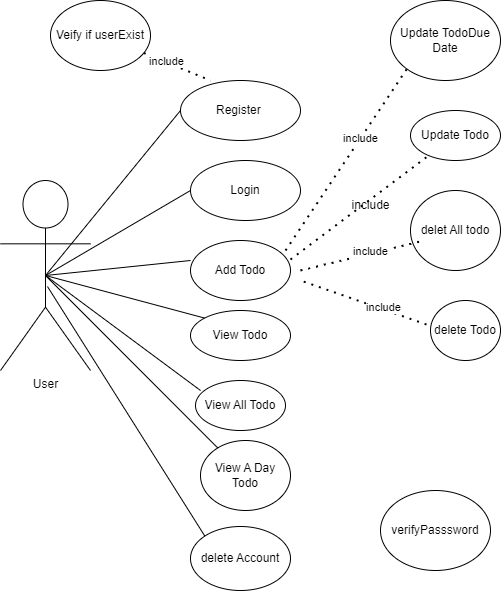 Veify if userExist
include
Update TodoDue
Date
Register
include
Update Todo
Login
include
delet All todo
include
Add Todo
include
delete Todo
View Todo
User
View All Todo
View A Day
Todo
verifyPasssword
delete Account